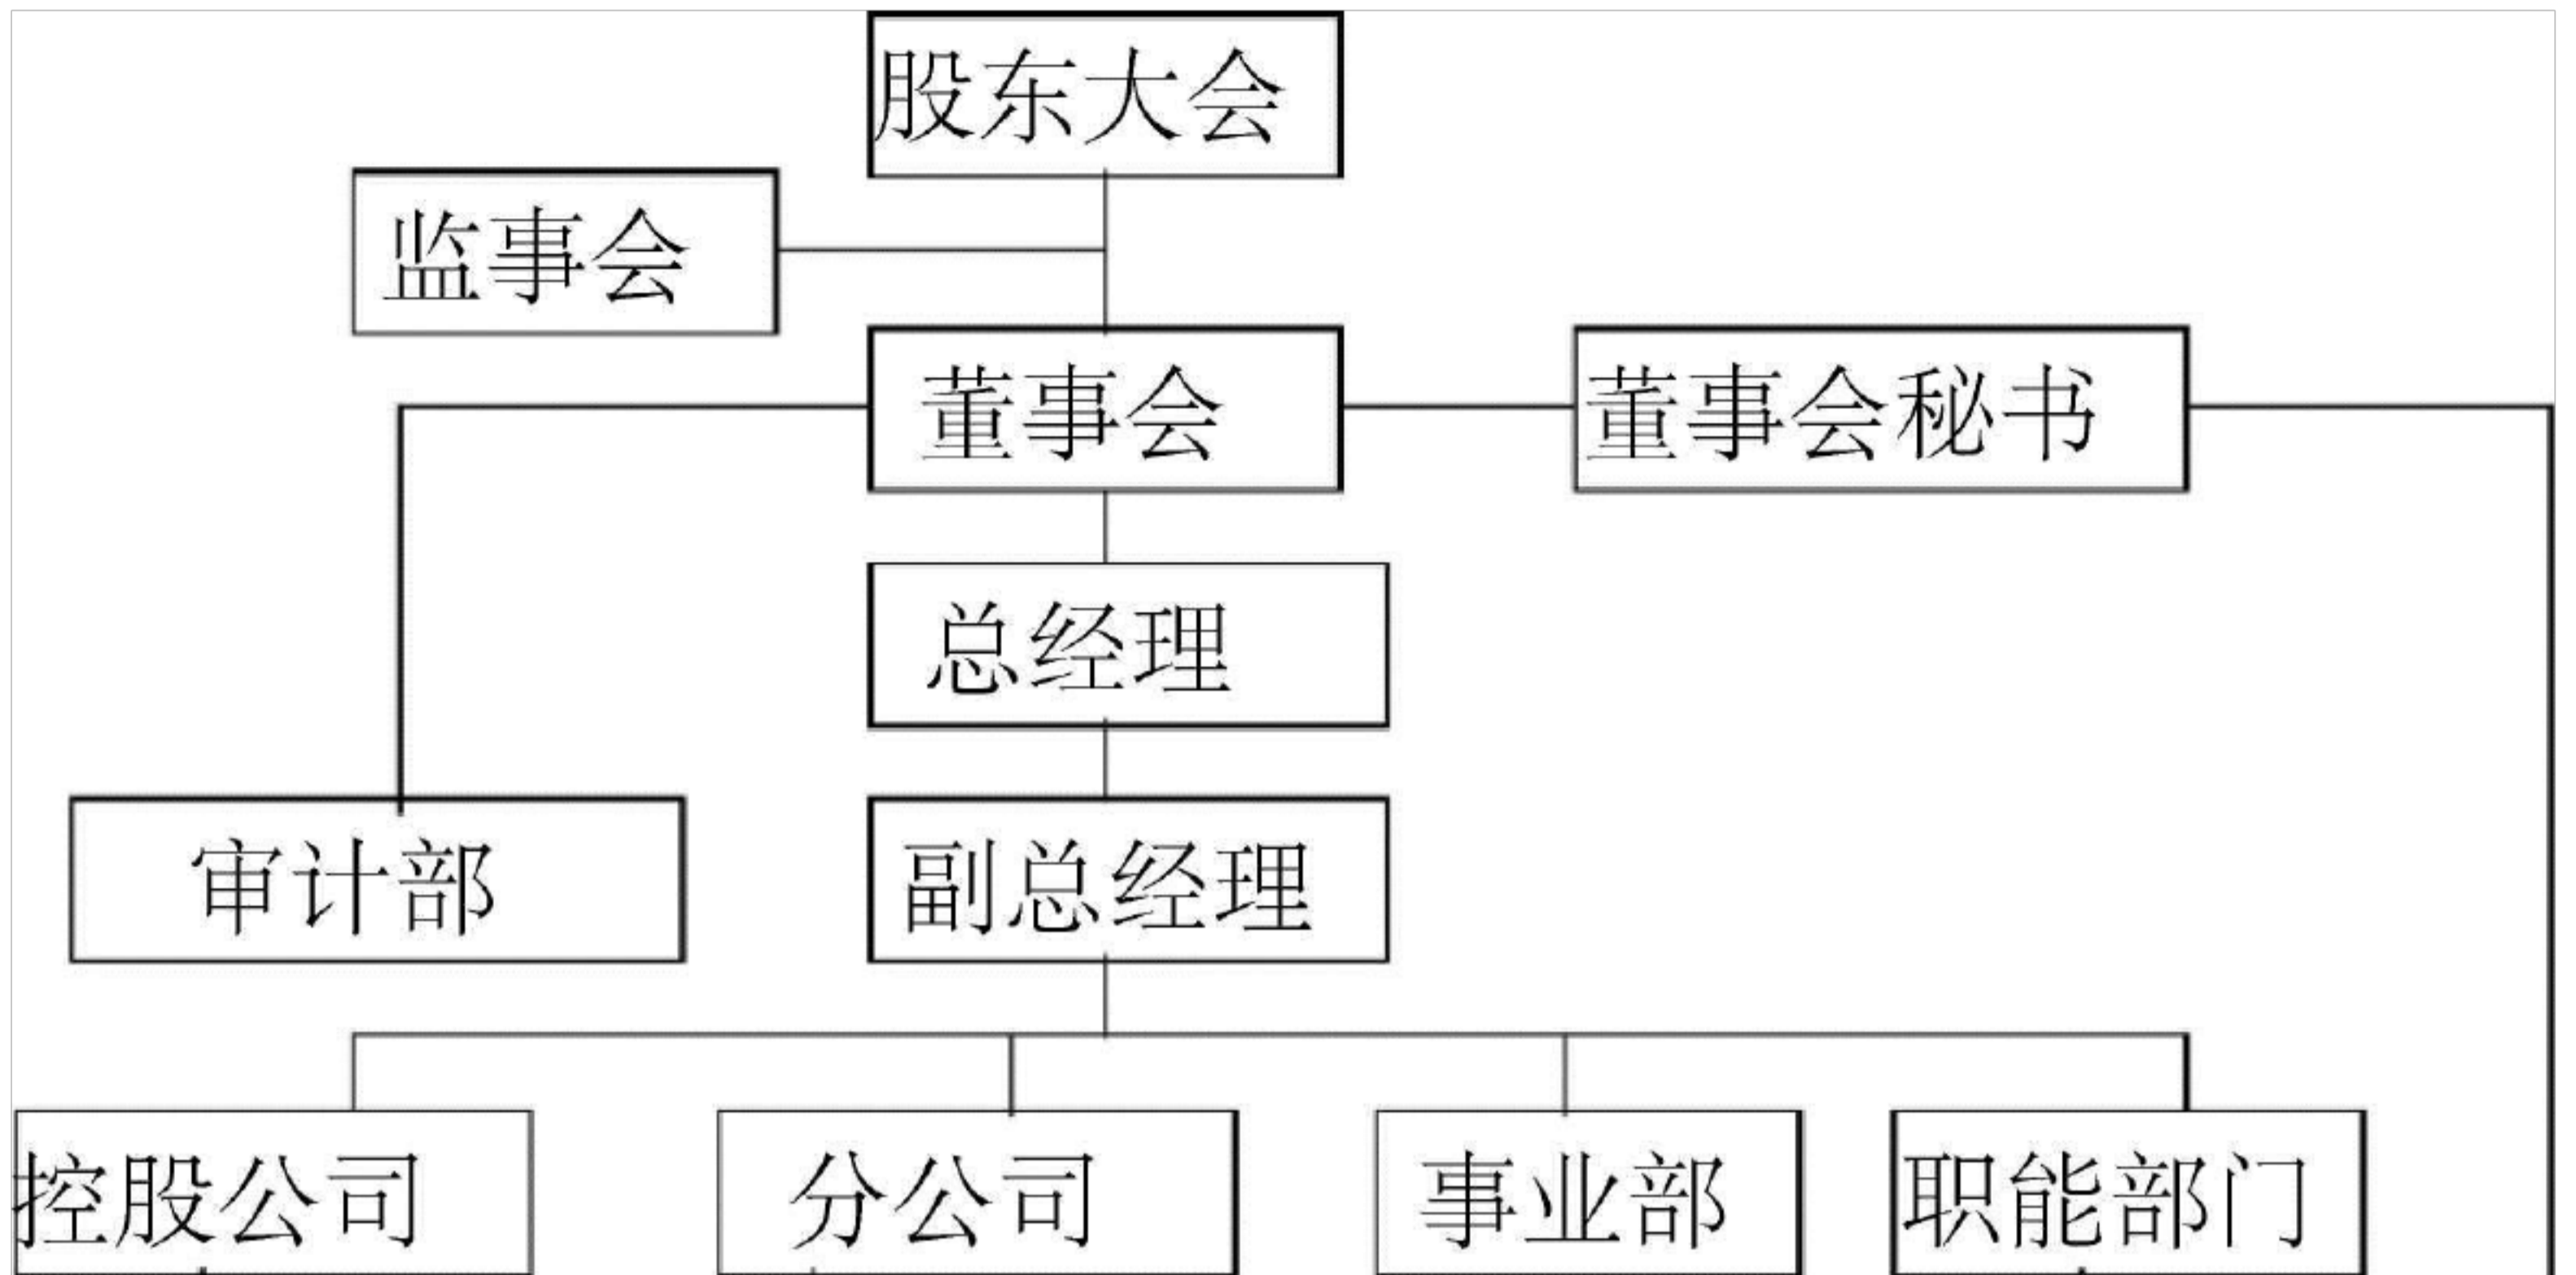 股东大会
监事会
董事会
董事会秘书
总经理
审计部
副总经理
控股公司
分公司
事业部
职能部门